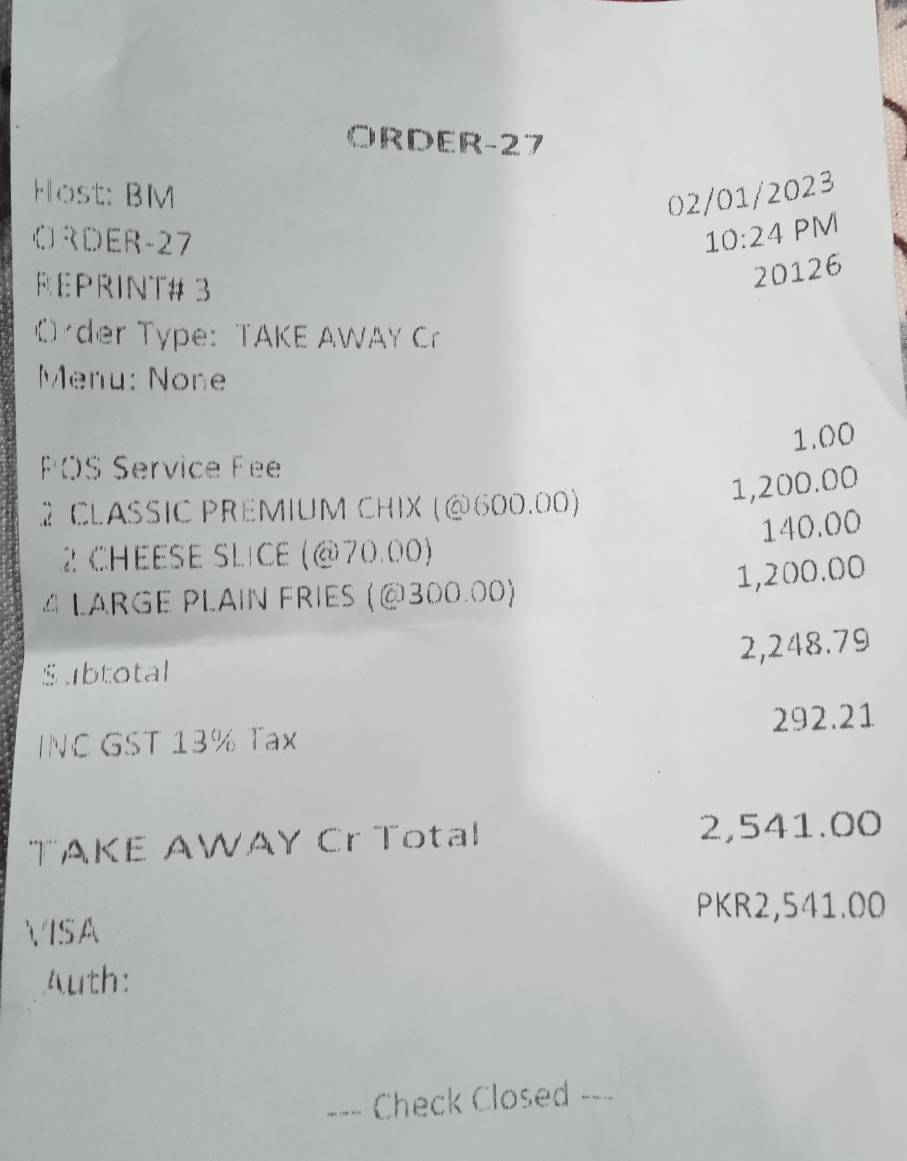 ORDER-27
Host: BM 02/01/2023
ORDER-27 10:24 PM
REPRINT# 3 20126
Order Type: TAKE AWAY Cr
Menu: None
POS Service Fee 1.00
2 CLASSIC PREMIUM CHIX (@600.00) 1,200.00
2 CHEESE SLICE (@70.00) 140.00
4 LARGE PLAIN FRIES (@300.00) 1,200.00
Subtotal 2,248.79
INC GST 13% Tax 292.21
TAKE AWAY Cr Total 2,541.00
VISA PKR2,541.00
Auth:
--- Check Closed ---